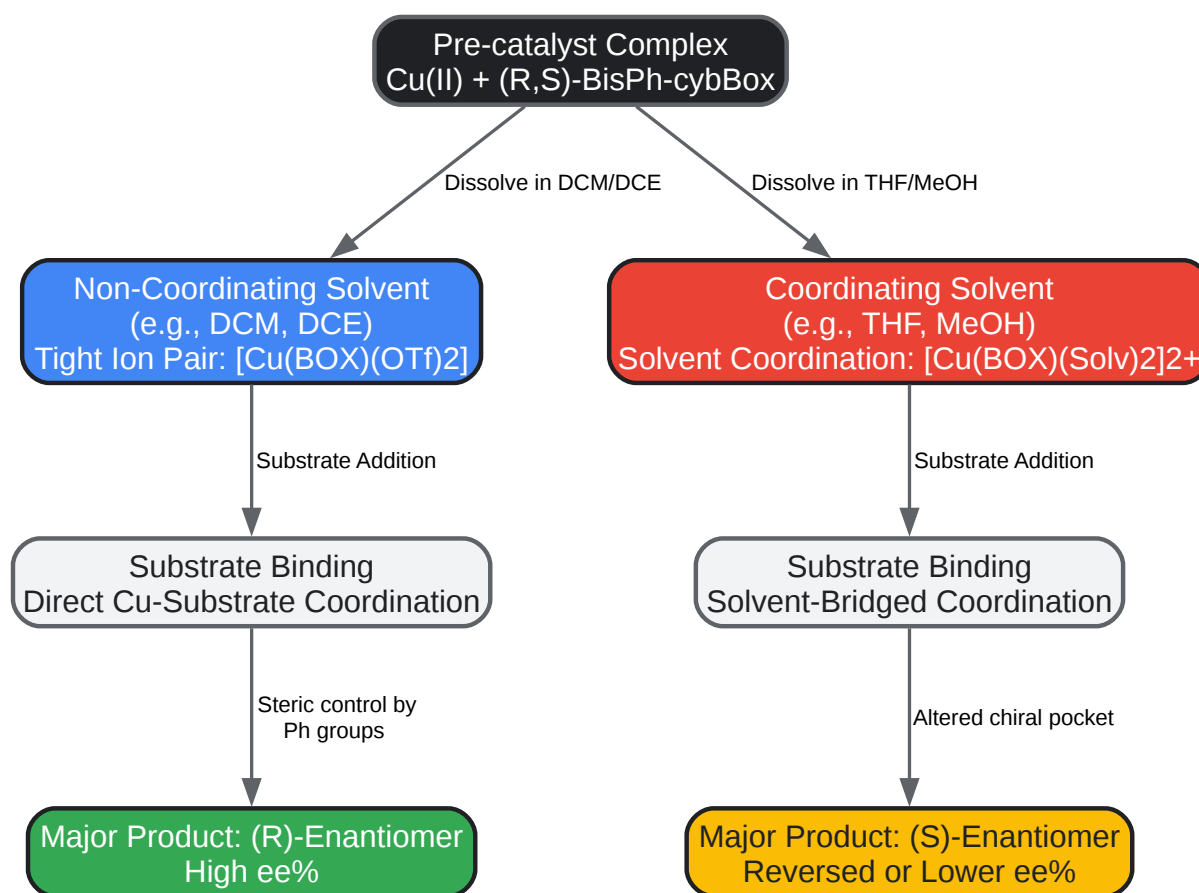 Pre-catalyst Complex
Cu(II) + (R,S)-BisPh-cybBox
Dissolve in DCM/DCE
Dissolve in THF/MeOH
Non-Coordinating Solvent
(e.g., DCM, DCE)
Tight Ion Pair: [Cu(BOX)(OTf)2]
Coordinating Solvent
(e.g., THF, MeOH)
Solvent Coordination: [Cu(BOX)(Solv)2]2+
Substrate Addition
Substrate Addition
Substrate Binding
Direct Cu-Substrate Coordination
Substrate Binding
Solvent-Bridged Coordination
Steric control by
Ph groups
Altered chiral pocket
Major Product: (R)-Enantiomer
High ee%
Major Product: (S)-Enantiomer
Reversed or Lower ee%